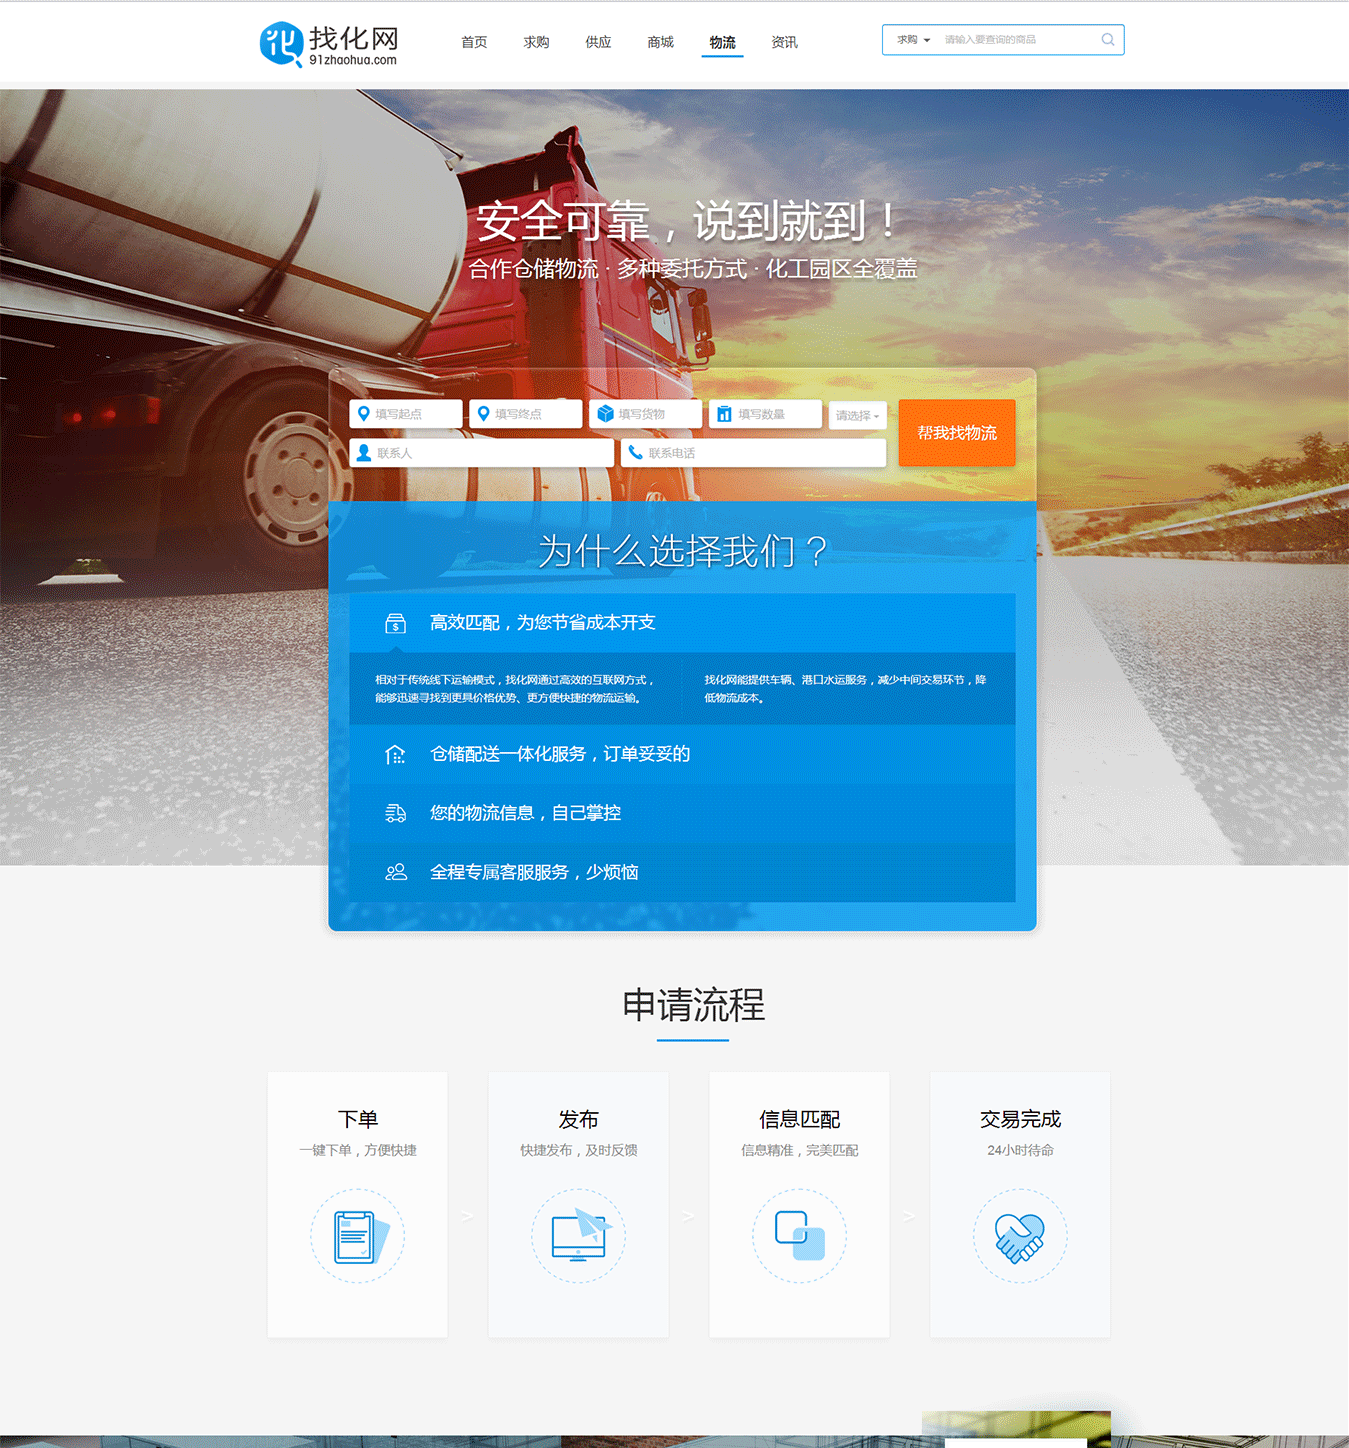 化 找化网
91zhaohua.com
首页 求购 供应 商城 物流 资讯
求购 请输入要查询的商品
安全可靠，说到就到！
合作仓储物流 · 多种委托方式 · 化工园区全覆盖
填写起点 填写终点 填写货物 填写数量 请选择
帮我找物流
联系人 联系电话
为什么选择我们？
高效匹配，为您节省成本开支
相对于传统线下运输模式，找化网通过高效的互联网方式，
能够迅速寻找到更具价格优势、更方便快捷的物流运输。
找化网能提供车辆、港口水运服务，减少中间交易环节，降
低物流成本。
仓储配送一体化服务，订单妥妥的
您的物流信息，自己掌控
全程专属客服服务，少烦恼
申请流程
下单
一键下单，方便快捷
>
发布
快捷发布，及时反馈
>
信息匹配
信息精准，完美匹配
>
交易完成
24小时待命